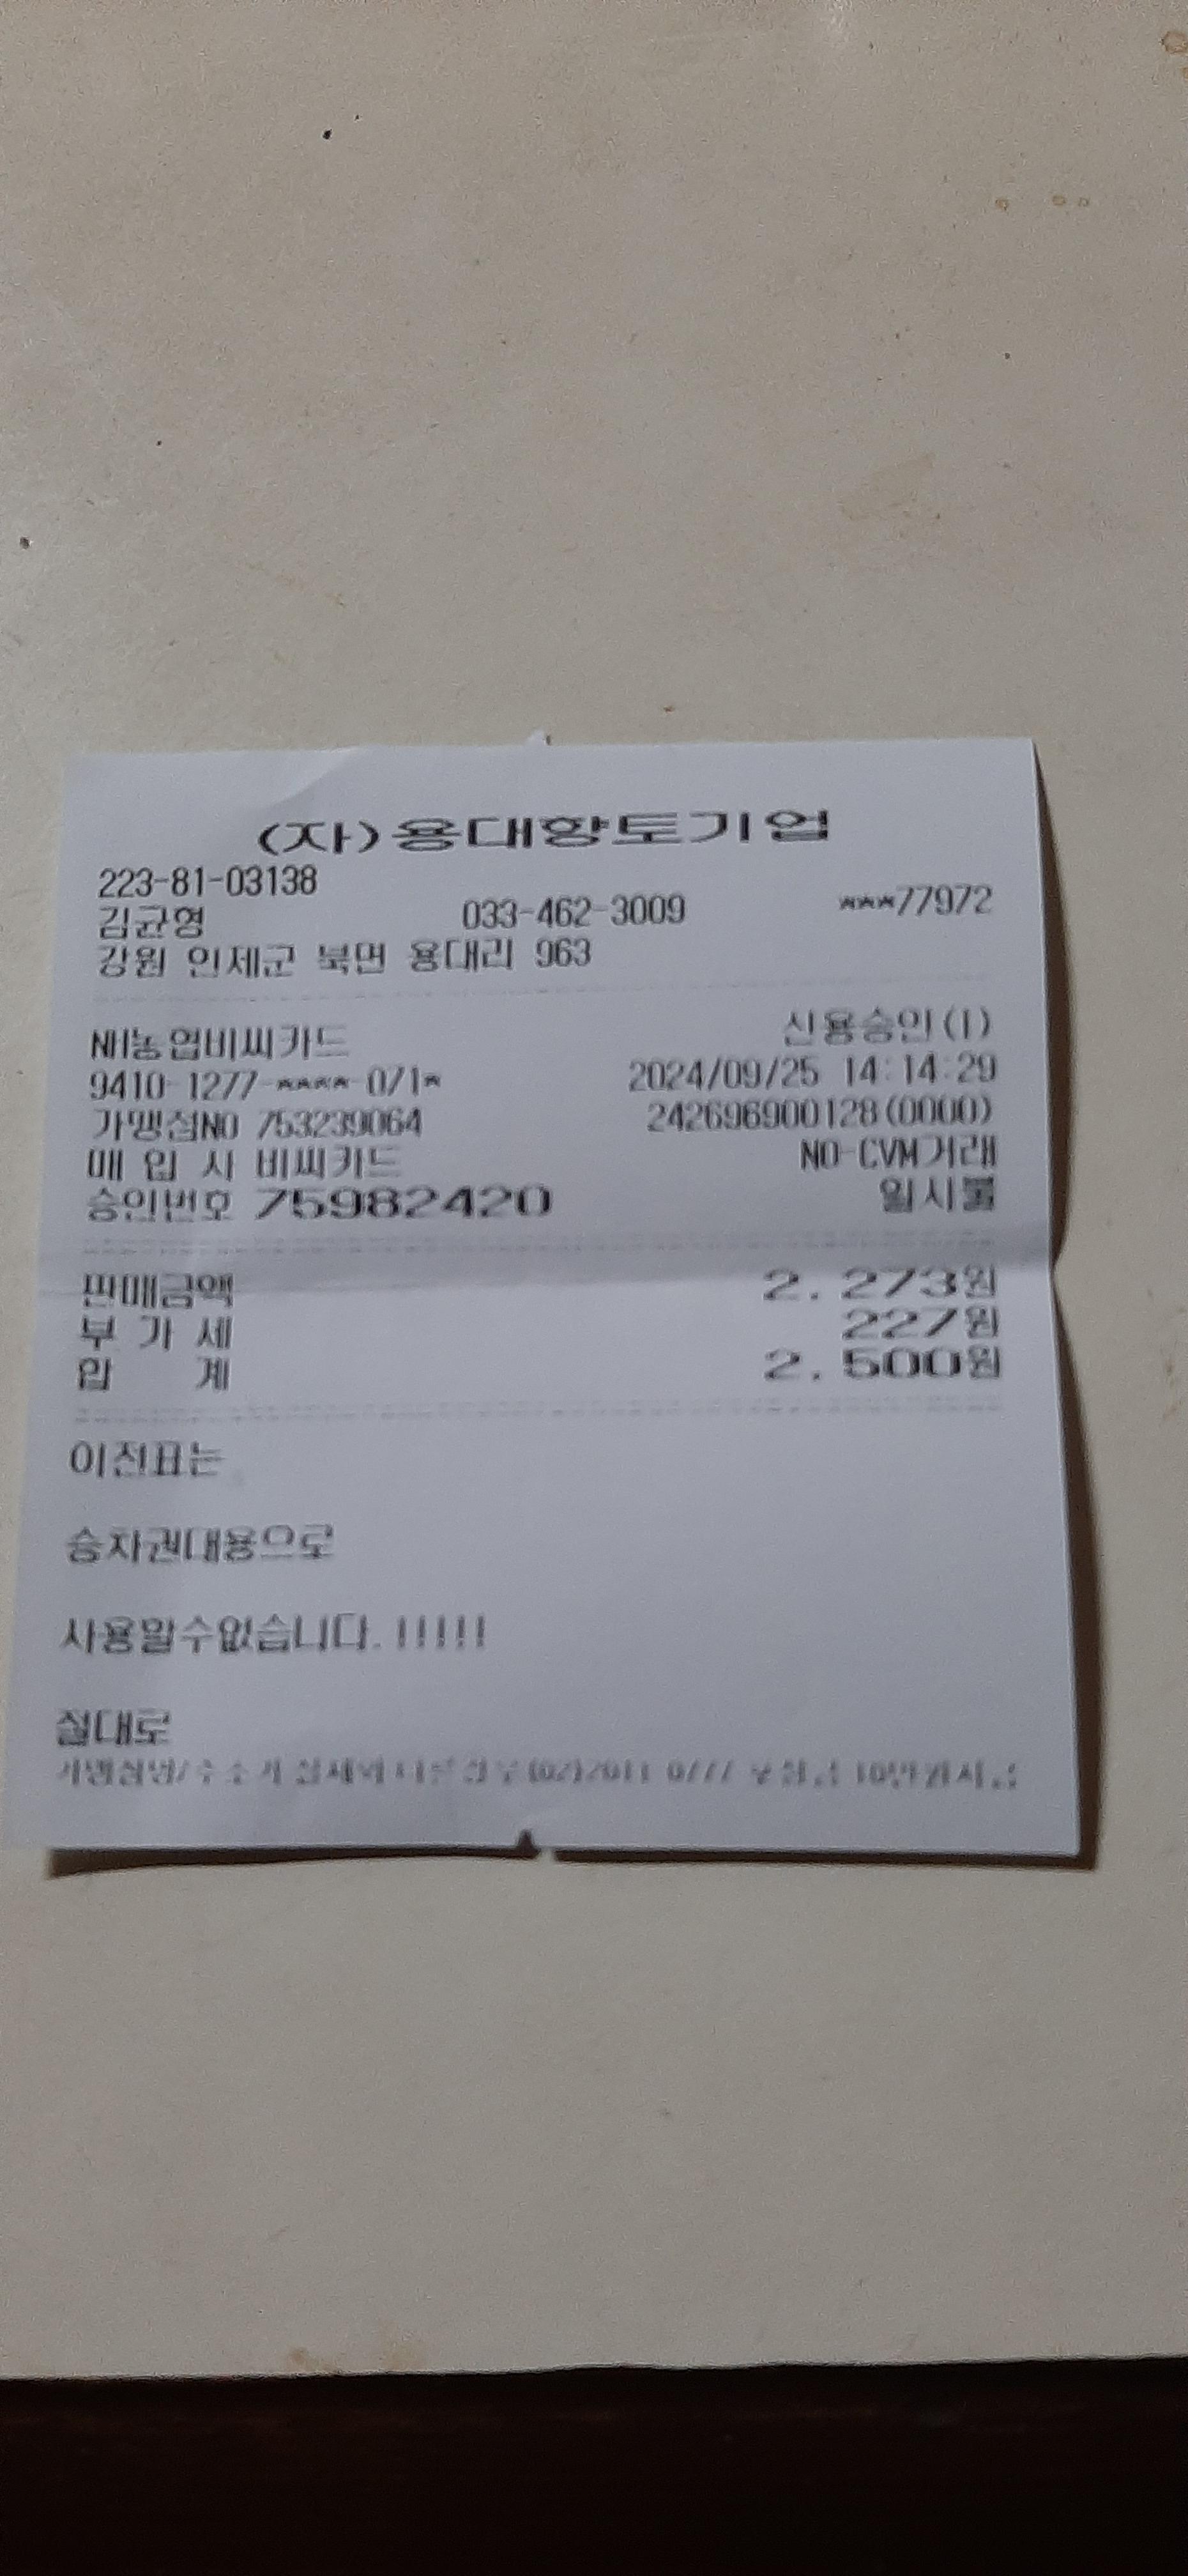 (자)용대향토기업
223-81-03138
김균형 033-462-3009 ***77972
강원 인제군 북면 용대리 963
NH농협비씨카드 신용승인(I)
9410-1277-****-071* 2024/09/25 14:14:29
가맹점NO 753239064 242696900128(0000)
매 입 사 비씨카드 NO-CVM거래
승인번호 75982420 일시불
판매금액 2.273원
부 가 세 227원
합 계 2.500원
이전표는
승차권대용으로
사용할수없습니다.!!!!!
절대로